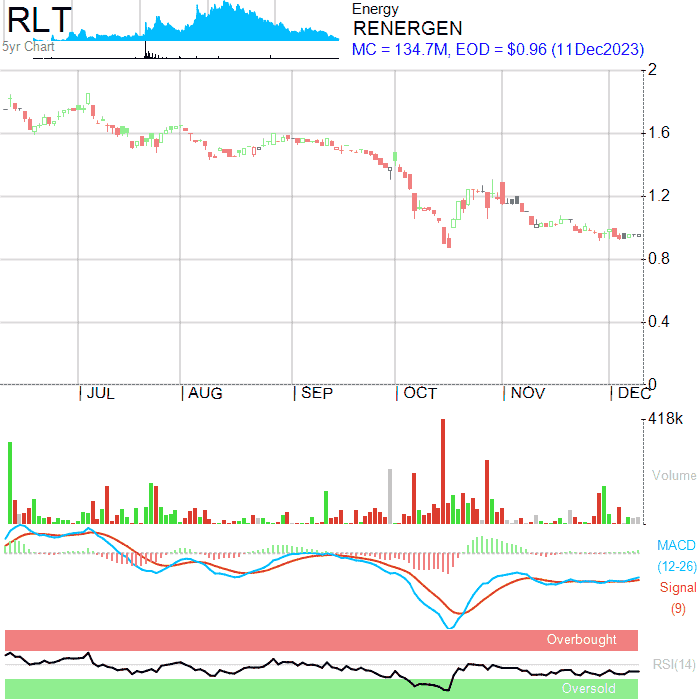 RLT
5yr Chart
Energy
RENERGEN
MC = 134.7M, EOD = $0.96 (11Dec2023)
2
1.6
1.2
0.8
0.4
0
JUL AUG SEP OCT NOV DEC
418k
Volume
MACD
(12-26)
Signal
(9)
Overbought
RSI(14)
Oversold